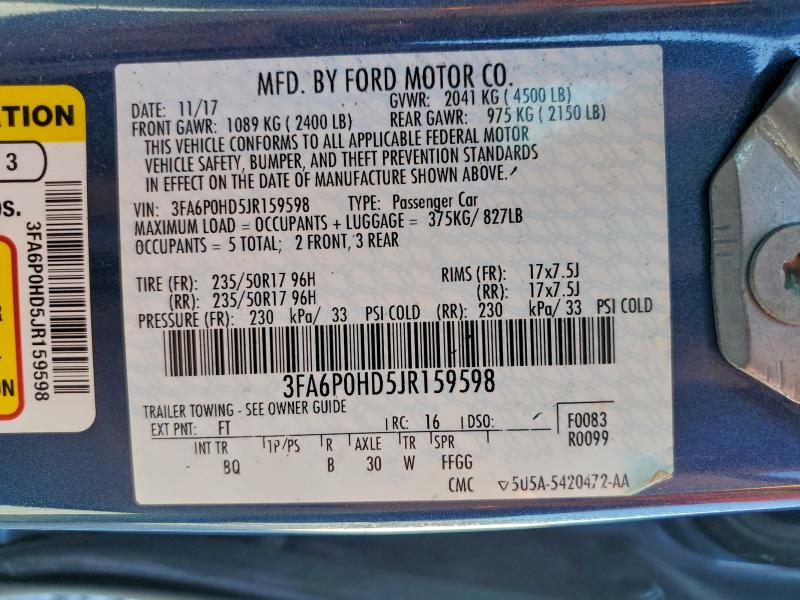 MFD. BY FORD MOTOR CO.
DATE: 11/17 GVWR: 2041 KG ( 4500 LB)
FRONT GAWR: 1089 KG ( 2400 LB) REAR GAWR: 975 KG ( 2150 LB)
THIS VEHICLE CONFORMS TO ALL APPLICABLE FEDERAL MOTOR
VEHICLE SAFETY, BUMPER, AND THEFT PREVENTION STANDARDS
IN EFFECT ON THE DATE OF MANUFACTURE SHOWN ABOVE.
VIN: 3FA6P0HD5JR159598 TYPE: Passenger Car
MAXIMUM LOAD = OCCUPANTS + LUGGAGE = 375KG/ 827LB
OCCUPANTS = 5 TOTAL; 2 FRONT, 3 REAR
TIRE (FR): 235/50R17 96H RIMS (FR): 17x7.5J
(RR): 235/50R17 96H (RR): 17x7.5J
PRESSURE (FR): 230 kPa/ 33 PSI COLD (RR): 230 kPa/ 33 PSI COLD
3FA6P0HD5JR159598
TRAILER TOWING - SEE OWNER GUIDE
EXT PNT: FT RC: 16 DSO: F0083
R0099
INT TR TP/PS R AXLE TR SPR
BQ B 30 W FFGG
CMC ▽5U5A-5420472-AA
ATION
3
OS.
3FA6P0HD5JR159598
R
ON